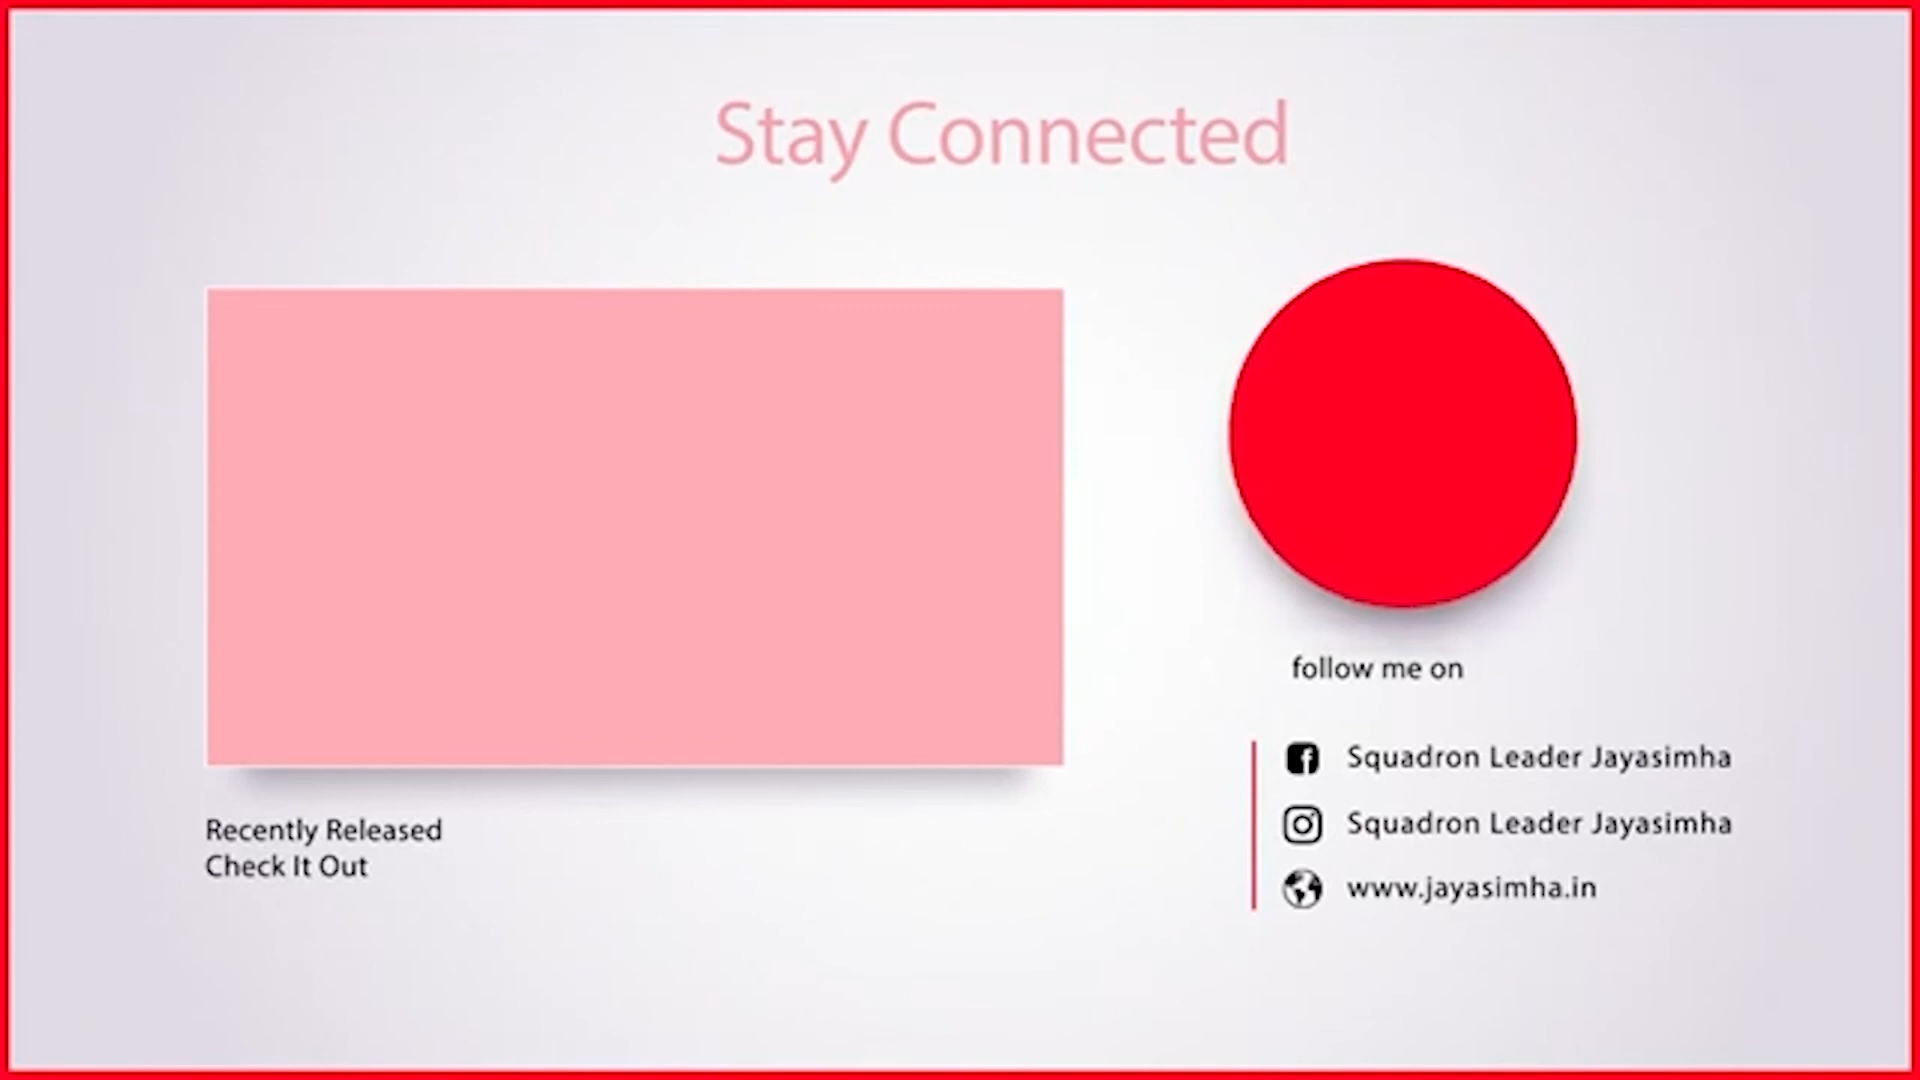 Stay Connected
Recently Released
Check It Out
follow me on
Squadron Leader Jayasimha
Squadron Leader Jayasimha
www.jayasimha.in